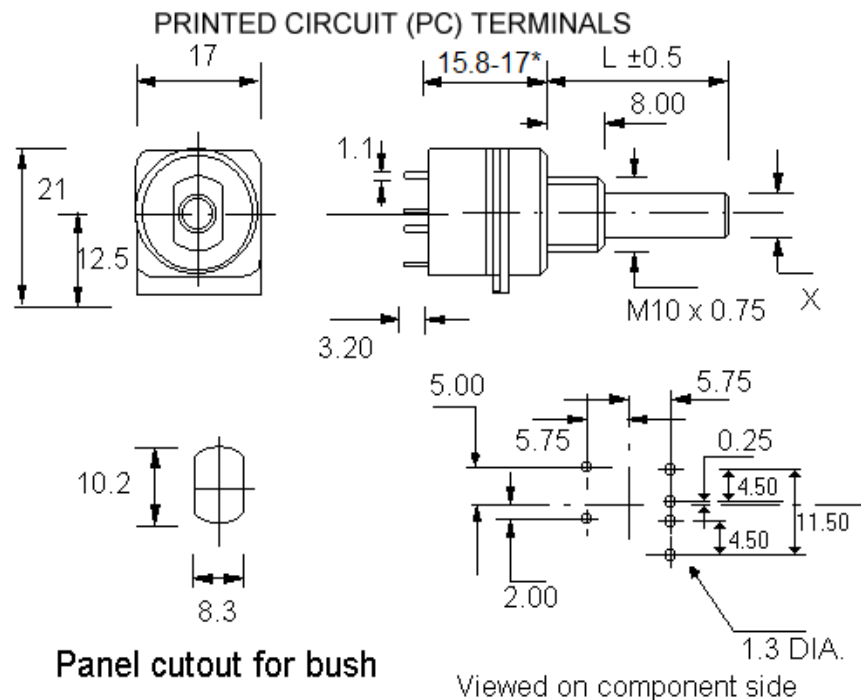 PRINTED CIRCUIT (PC) TERMINALS
17
15.8-17*
L ±0.5
8.00
1.1
21
12.5
M10 x 0.75
X
3.20
5.00
5.75
5.75
0.25
10.2
4.50
11.50
4.50
8.3
2.00
1.3 DIA.
Panel cutout for bush
Viewed on component side